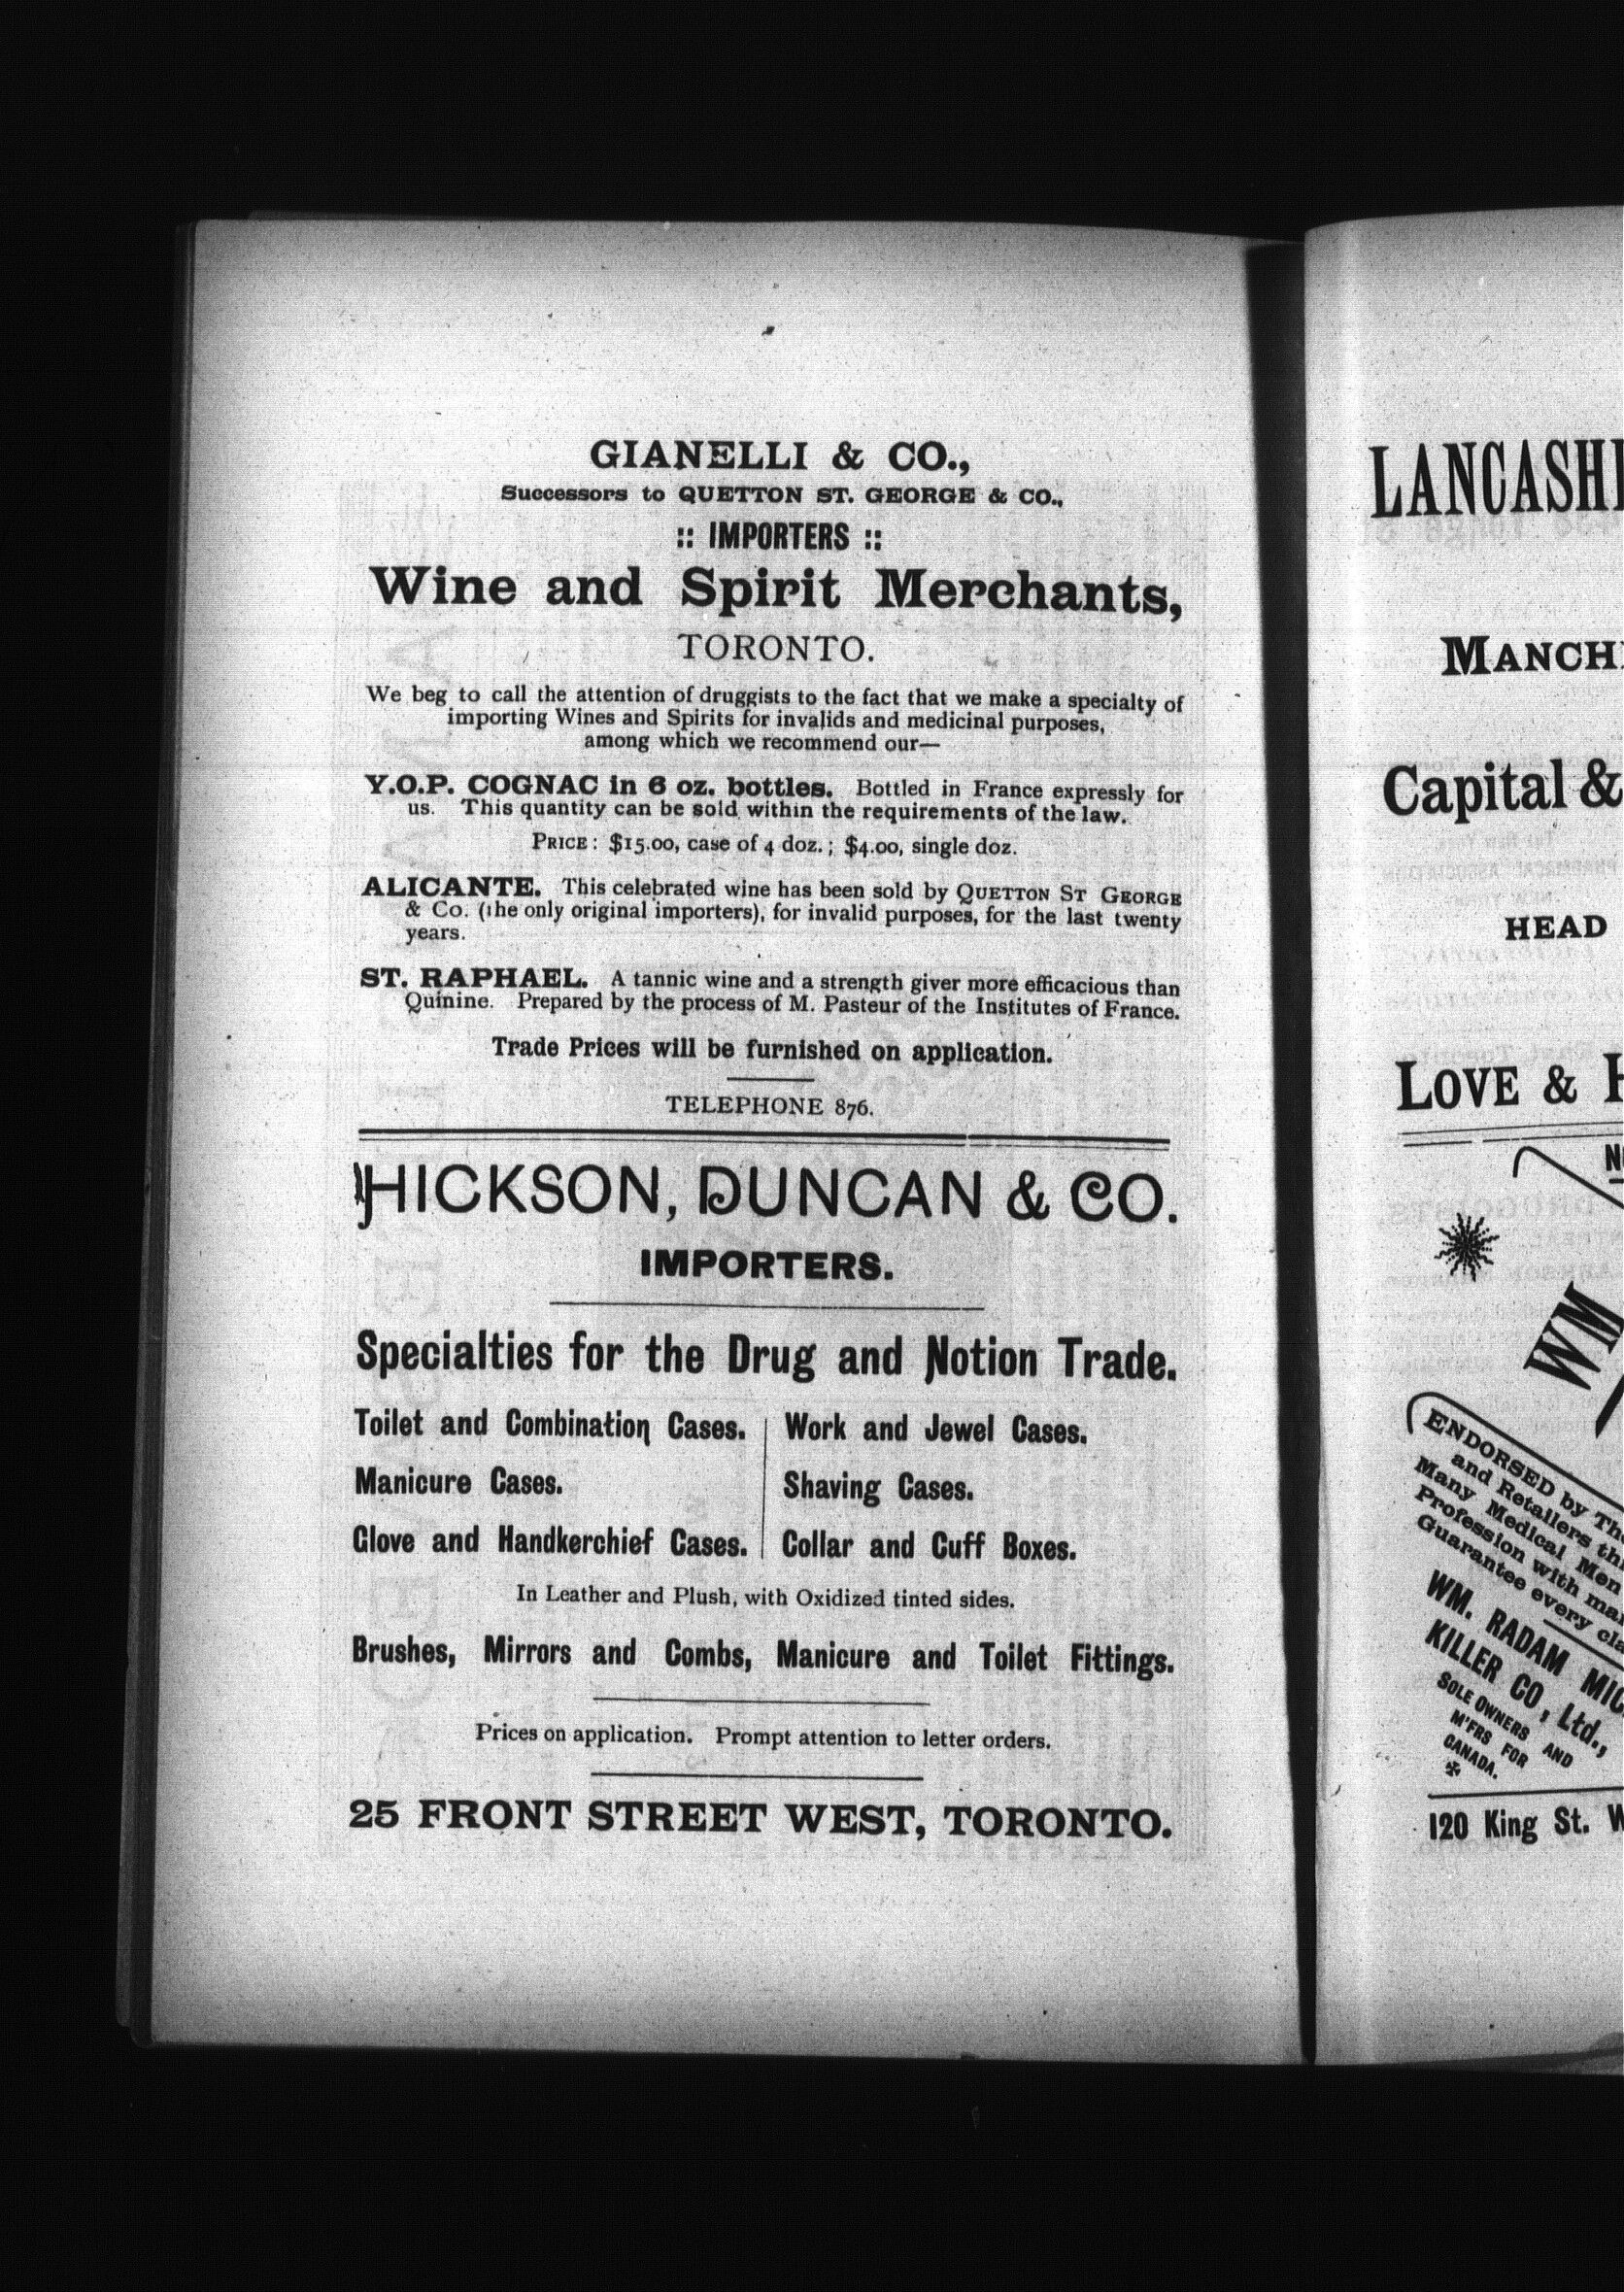 GIANELLI & CO.,
Successors to QUETTON ST. GEORGE & CO.,
:: IMPORTERS ::
Wine and Spirit Merchants,
TORONTO.
We beg to call the attention of druggists to the fact that we make a specialty of
importing Wines and Spirits for invalids and medicinal purposes,
among which we recommend our—
Y.O.P. COGNAC in 6 oz. bottles. Bottled in France expressly for
us. This quantity can be sold within the requirements of the law.
PRICE: $15.00, case of 4 doz.; $4.00, single doz.
ALICANTE. This celebrated wine has been sold by QUETTON ST GEORGE
& Co. (the only original importers), for invalid purposes, for the last twenty
years.
ST. RAPHAEL. A tannic wine and a strength giver more efficacious than
Quinine. Prepared by the process of M. Pasteur of the Institutes of France.
Trade Prices will be furnished on application.
TELEPHONE 876.
HICKSON, DUNCAN & CO.
IMPORTERS.
Specialties for the Drug and Notion Trade.
Toilet and Combination Cases. Work and Jewel Cases.
Manicure Cases. Shaving Cases.
Glove and Handkerchief Cases. Collar and Cuff Boxes.
In Leather and Plush, with Oxidized tinted sides.
Brushes, Mirrors and Combs, Manicure and Toilet Fittings.
Prices on application. Prompt attention to letter orders.
25 FRONT STREET WEST, TORONTO.
LANCASHI
MANCH
Capital &
HEAD
LOVE & H
WM
ENDORSED by The
and Retailers th
Many Medical Men
Profession with ma
Guarantee every cla
WM. RADAM MIC
KILLER CO, Ltd.,
SOLE OWNERS AND
M'FRS FOR
CANADA.
120 King St. W